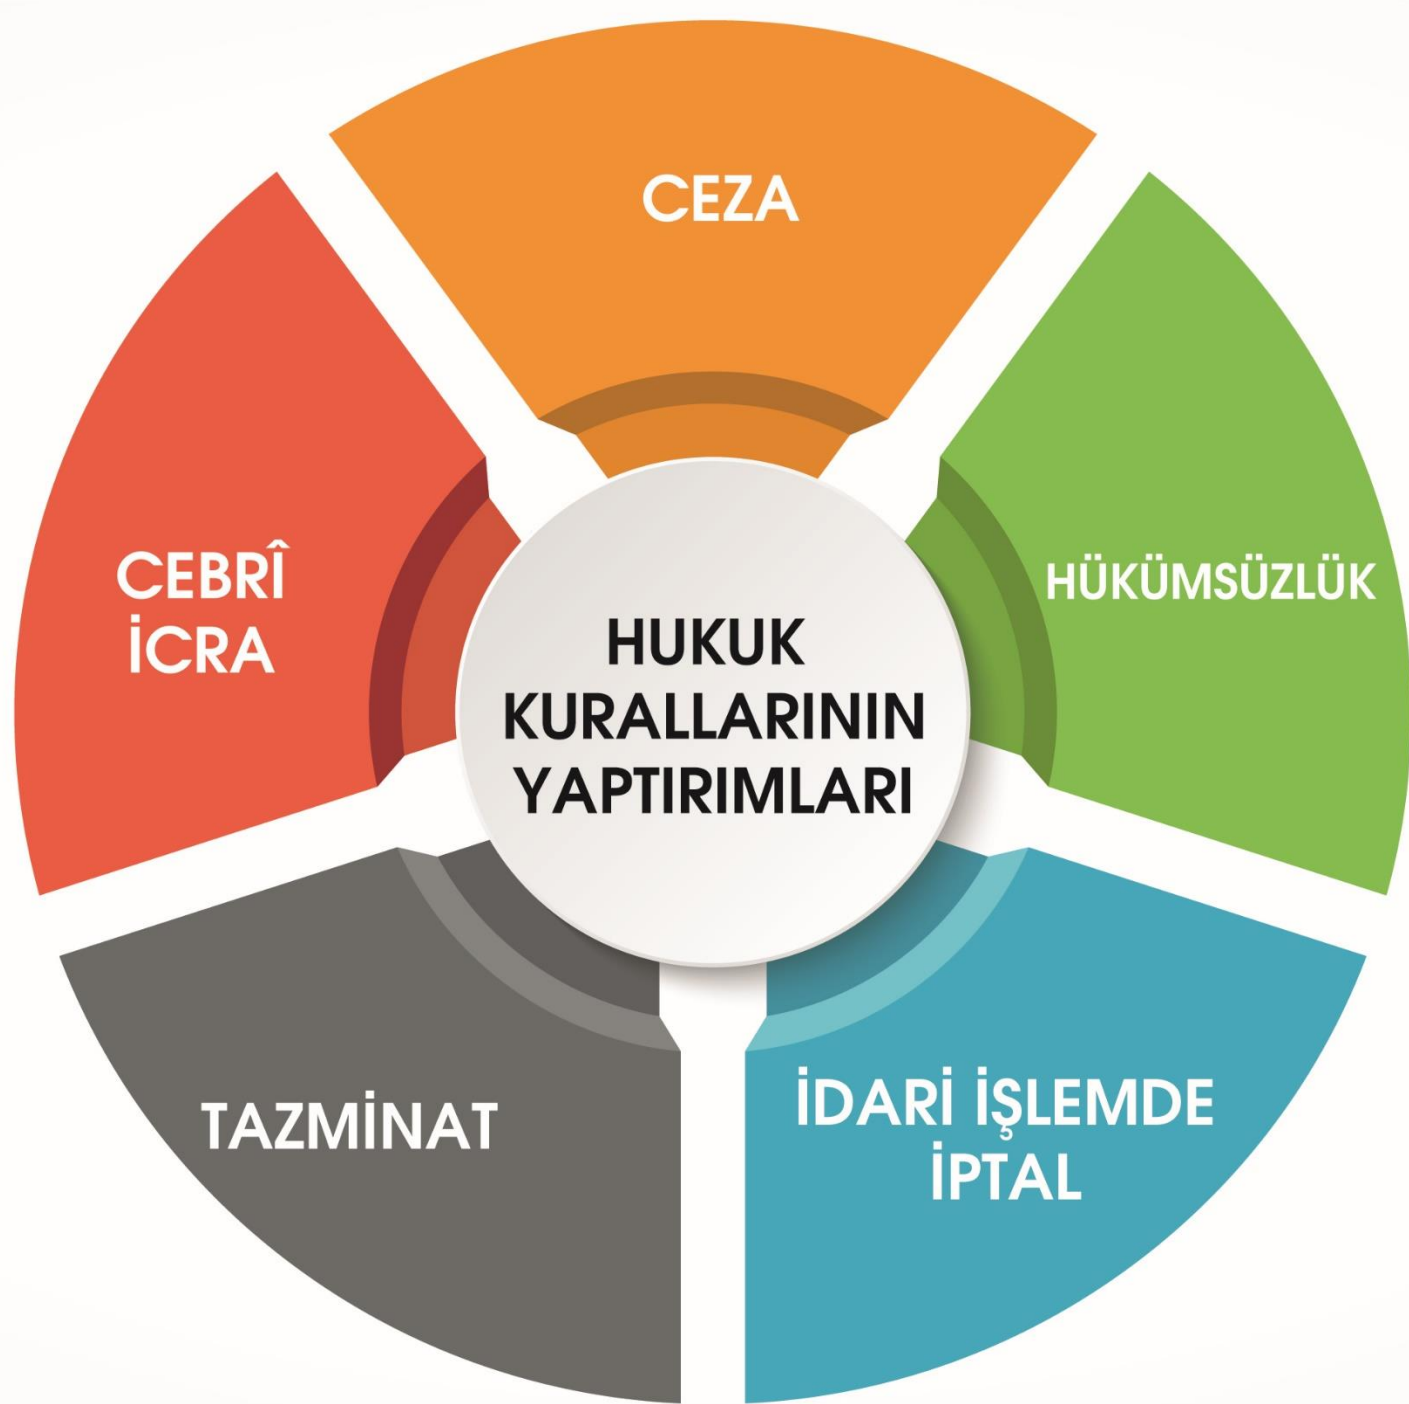 CEZA
HÜKÜMSÜZLÜK
İDARİ İŞLEMDE
İPTAL
TAZMİNAT
CEBRÎ
İCRA
HUKUK
KURALLARININ
YAPTIRIMLARI